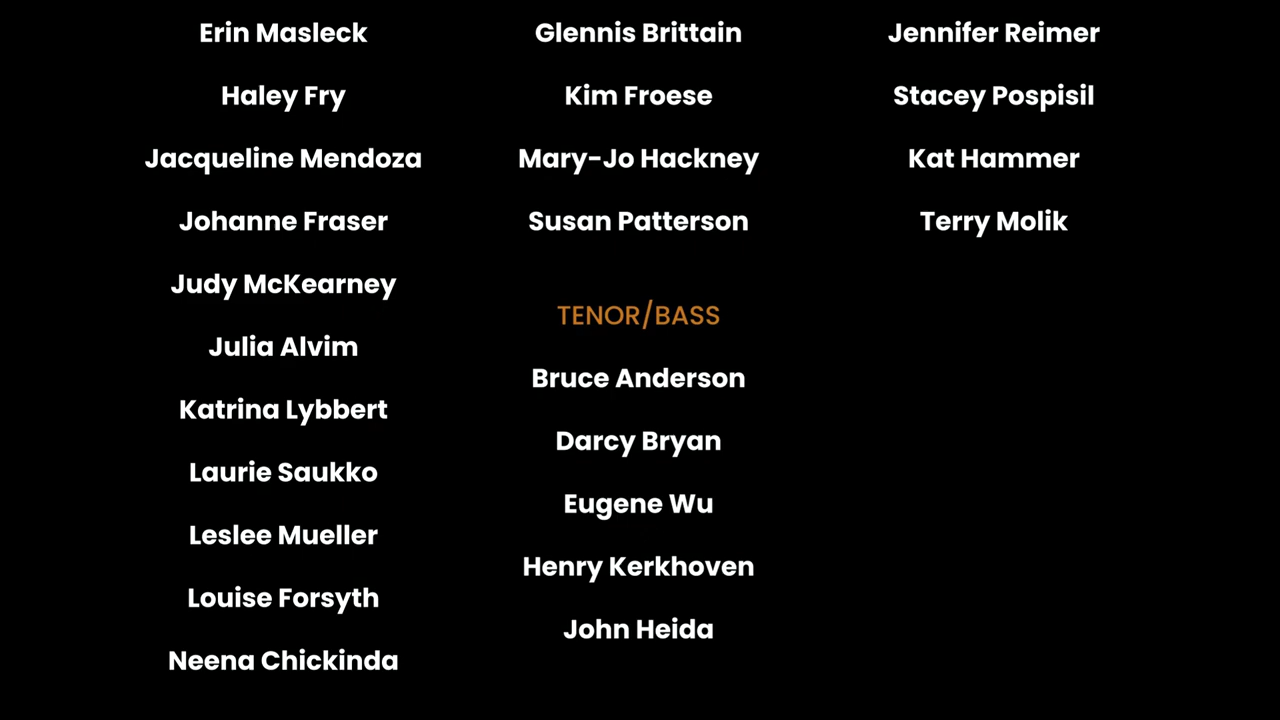 Erin Masleck
Haley Fry
Jacqueline Mendoza
Johanne Fraser
Judy McKearney
Julia Alvim
Katrina Lybbert
Laurie Saukko
Leslee Mueller
Louise Forsyth
Neena Chickinda
Glennis Brittain
Kim Froese
Mary-Jo Hackney
Susan Patterson
TENOR/BASS
Bruce Anderson
Darcy Bryan
Eugene Wu
Henry Kerkhoven
John Heida
Jennifer Reimer
Stacey Pospisil
Kat Hammer
Terry Molik